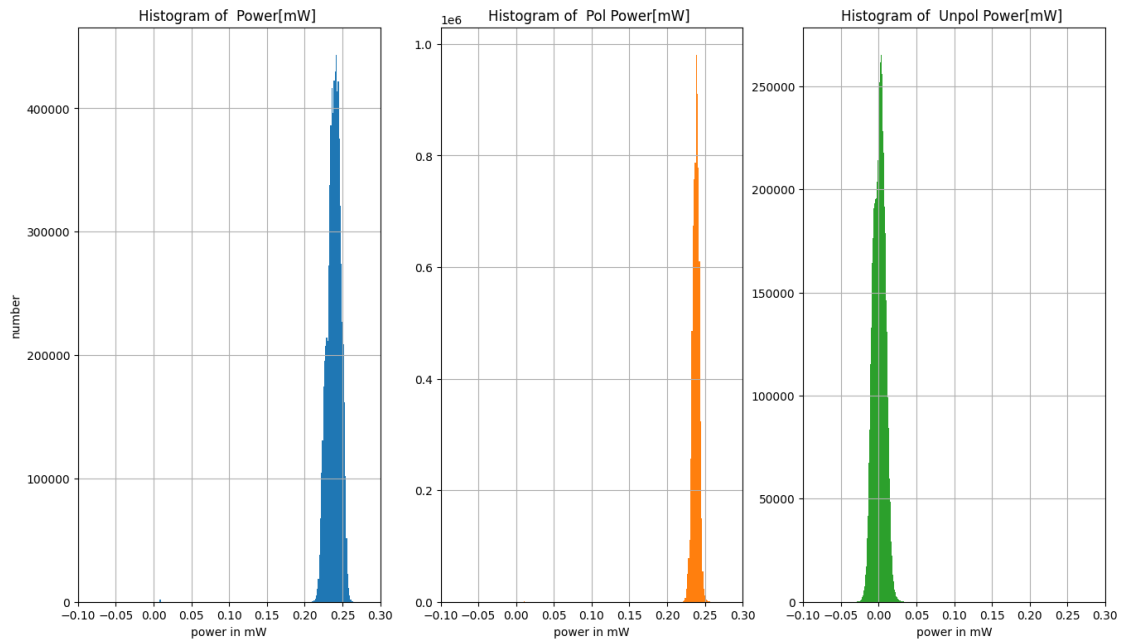 Histogram of  Power[mW]
number
400000
300000
200000
100000
0
−0.10 −0.05 0.00 0.05 0.10 0.15 0.20 0.25 0.30
power in mW
Histogram of  Pol Power[mW]
1e6
1.0
0.8
0.6
0.4
0.2
0.0
−0.10 −0.05 0.00 0.05 0.10 0.15 0.20 0.25 0.30
power in mW
Histogram of  Unpol Power[mW]
250000
200000
150000
100000
50000
0
−0.10 −0.05 0.00 0.05 0.10 0.15 0.20 0.25 0.30
power in mW